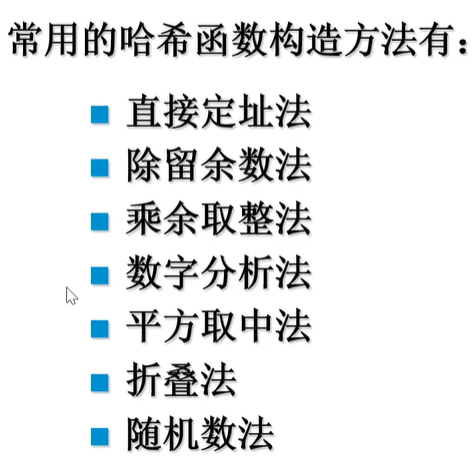 常用的哈希函数构造方法有：
直接定址法
除留余数法
乘余取整法
数字分析法
平方取中法
折叠法
随机数法